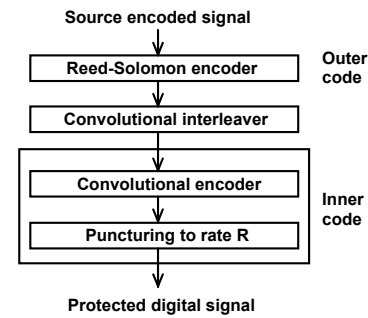 Source encoded signal
Reed-Solomon encoder
Outer
code
Convolutional interleaver
Convolutional encoder
Inner
code
Puncturing to rate R
Protected digital signal